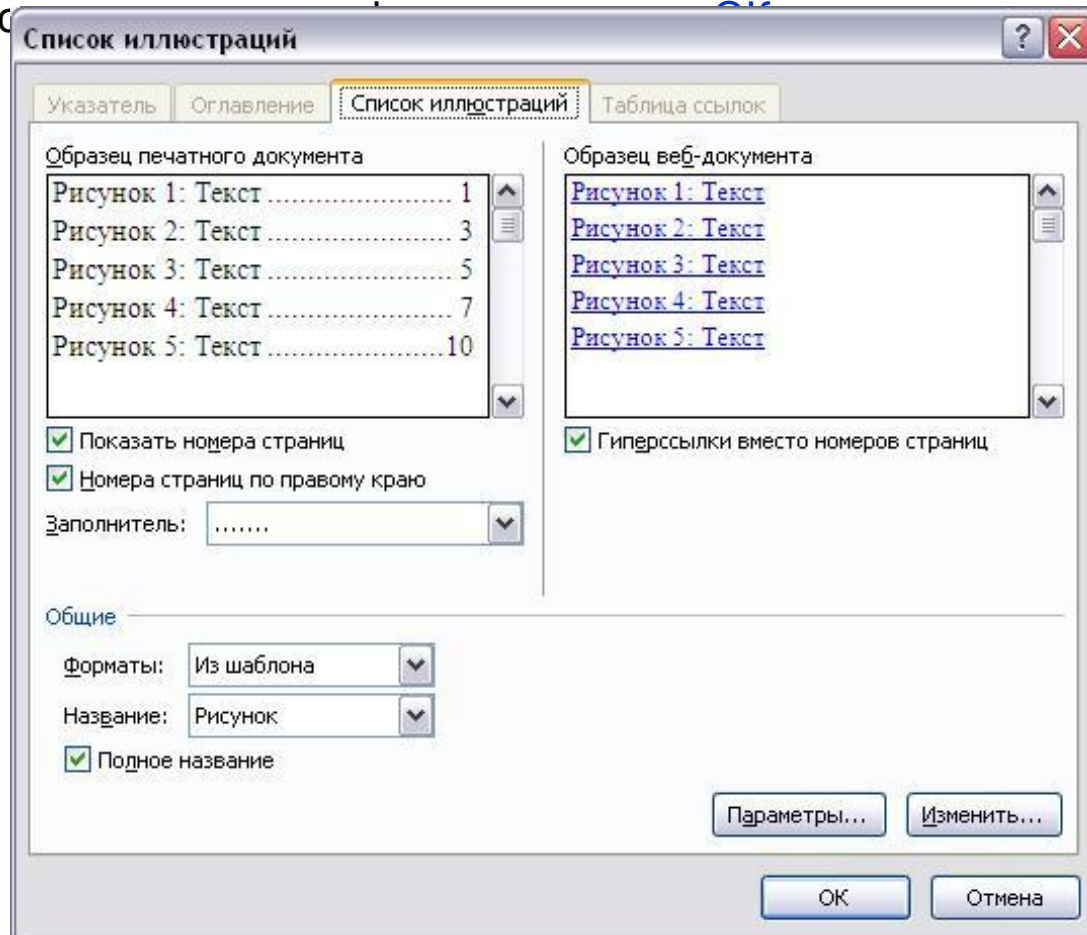 ОК
Список иллюстраций
Указатель Оглавление Список иллюстраций Таблица ссылок
Образец печатного документа
Рисунок 1: Текст ........................ 1
Рисунок 2: Текст ........................ 3
Рисунок 3: Текст ........................ 5
Рисунок 4: Текст ........................ 7
Рисунок 5: Текст .......................10
Показать номера страниц
Номера страниц по правому краю
Заполнитель: .......
Образец веб-документа
Рисунок 1: Текст
Рисунок 2: Текст
Рисунок 3: Текст
Рисунок 4: Текст
Рисунок 5: Текст
Гиперссылки вместо номеров страниц
Общие
Форматы: Из шаблона
Название: Рисунок
Полное название
Параметры... Изменить...
ОК Отмена